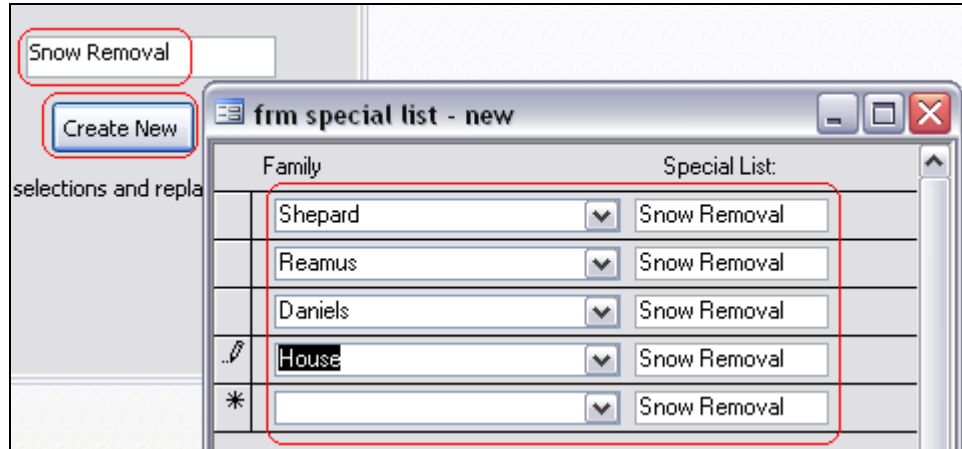 Snow Removal
Create New
selections and repla
frm special list - new
Family Special List:
Shepard Snow Removal
Reamus Snow Removal
Daniels Snow Removal
House Snow Removal
Snow Removal